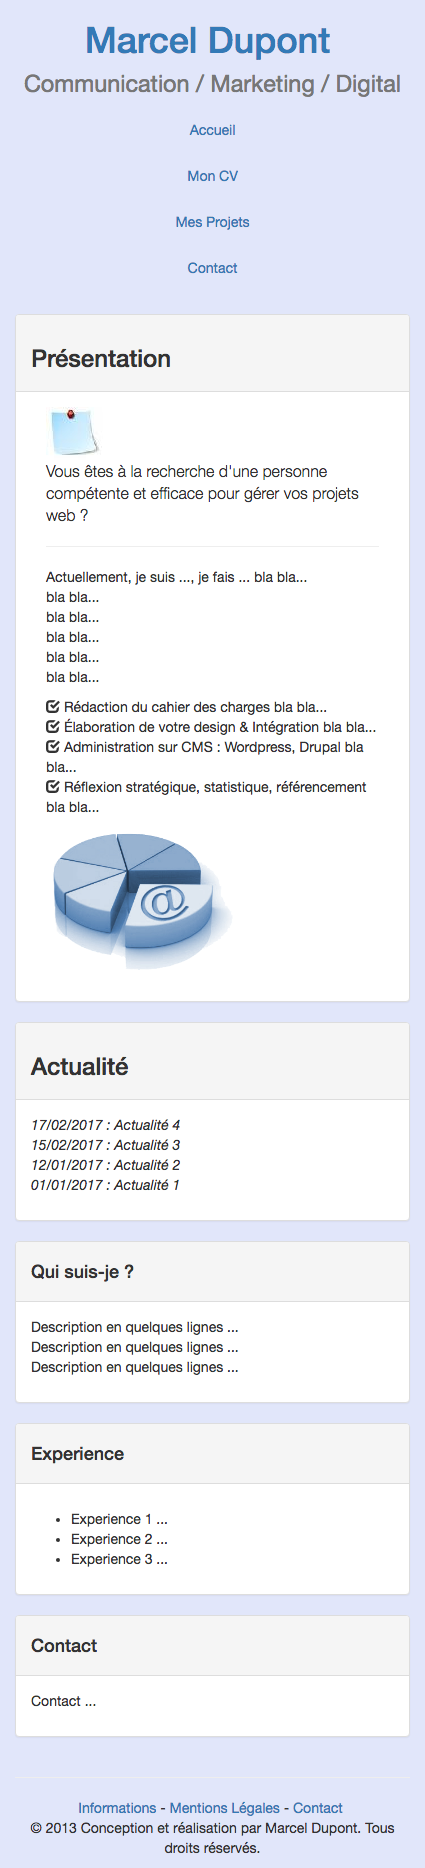 Marcel Dupont
Communication / Marketing / Digital
Accueil
Mon CV
Mes Projets
Contact
Présentation
Vous êtes à la recherche d'une personne
compétente et efficace pour gérer vos projets
web ?
Actuellement, je suis ..., je fais ... bla bla...
bla bla...
bla bla...
bla bla...
bla bla...
bla bla...
Rédaction du cahier des charges bla bla...
Élaboration de votre design & Intégration bla bla...
Administration sur CMS : Wordpress, Drupal bla
bla...
Réflexion stratégique, statistique, référencement
bla bla...
@
Actualité
17/02/2017 : Actualité 4
15/02/2017 : Actualité 3
12/01/2017 : Actualité 2
01/01/2017 : Actualité 1
Qui suis-je ?
Description en quelques lignes ...
Description en quelques lignes ...
Description en quelques lignes ...
Experience
• Experience 1 ...
• Experience 2 ...
• Experience 3 ...
Contact
Contact ...
Informations - Mentions Légales - Contact
© 2013 Conception et réalisation par Marcel Dupont. Tous
droits réservés.